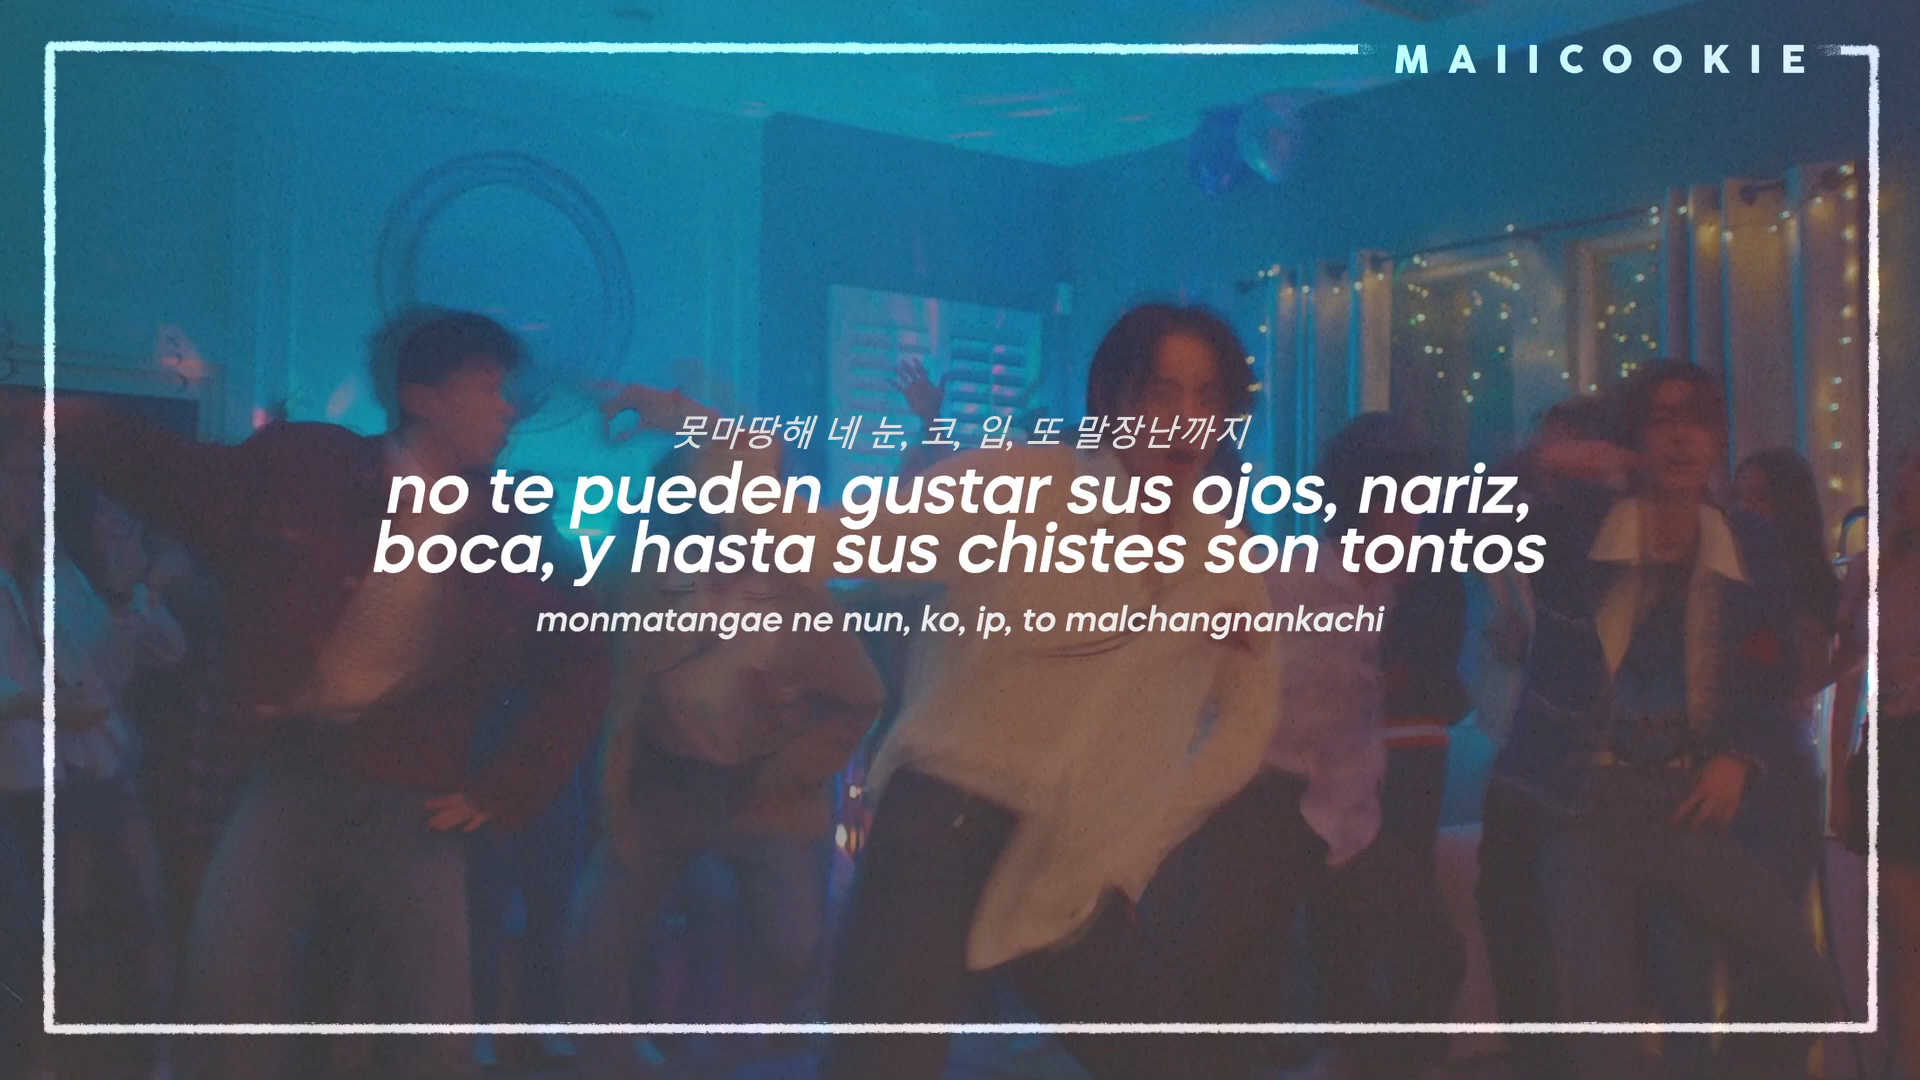 MAIICOOKIE
못마땅해 네 눈, 코, 입, 또 말장난까지
no te pueden gustar sus ojos, nariz,
boca, y hasta sus chistes son tontos
monmatangae ne nun, ko, ip, to malchangnankachi